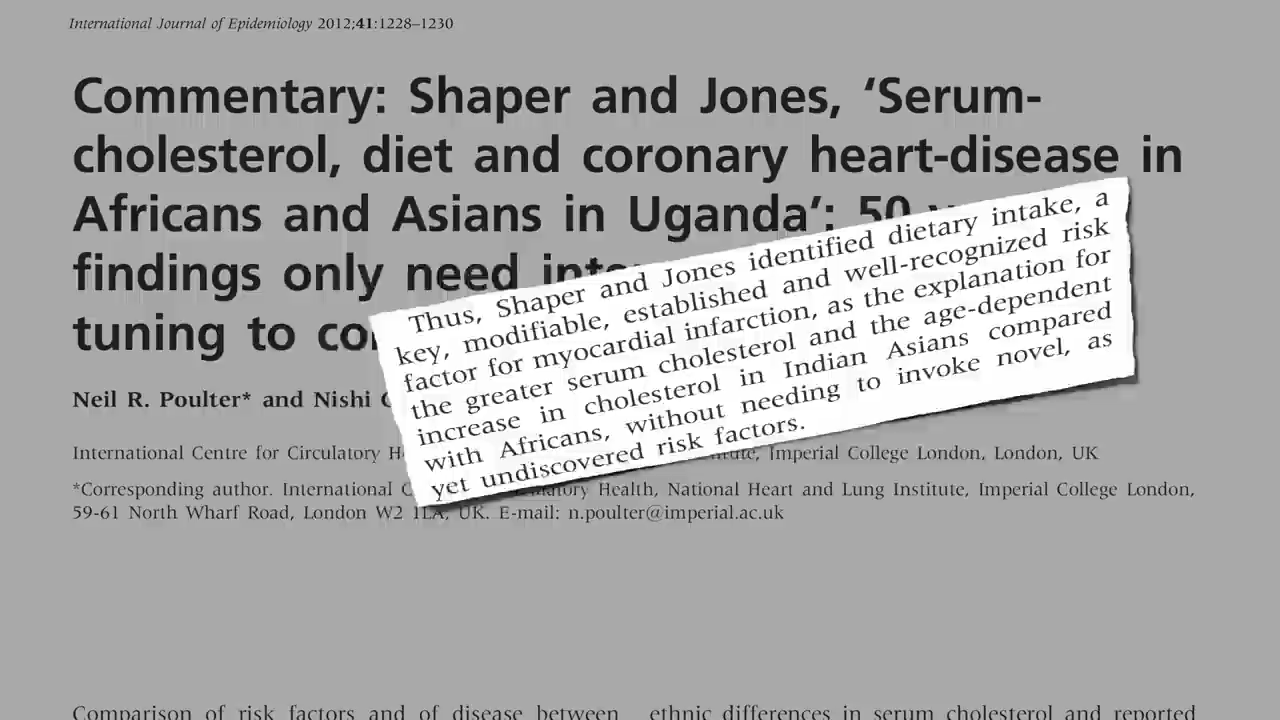 International Journal of Epidemiology 2012;41:1228–1230
Commentary: Shaper and Jones, ‘Serum-
cholesterol, diet and coronary heart-disease in
Africans and Asians in Uganda’: 50
findings only need
tuning to
Neil R. Poulter* and Nishi
International Centre for Circulatory Imperial College London, London, UK
*Corresponding author. International Health, National Heart and Lung Institute, Imperial College London,
59-61 North Wharf Road, London W2 1LA, UK. E-mail: n.poulter@imperial.ac.uk
Thus, Shaper and Jones identified dietary intake, a
key, modifiable, established and well-recognized risk
factor for myocardial infarction, as the explanation for
the greater serum cholesterol and the age-dependent
increase in cholesterol in Indian Asians compared
with Africans, without needing to invoke novel, as
yet undiscovered risk factors.
Comparison of risk factors and of disease between
ethnic differences in serum cholesterol and reported